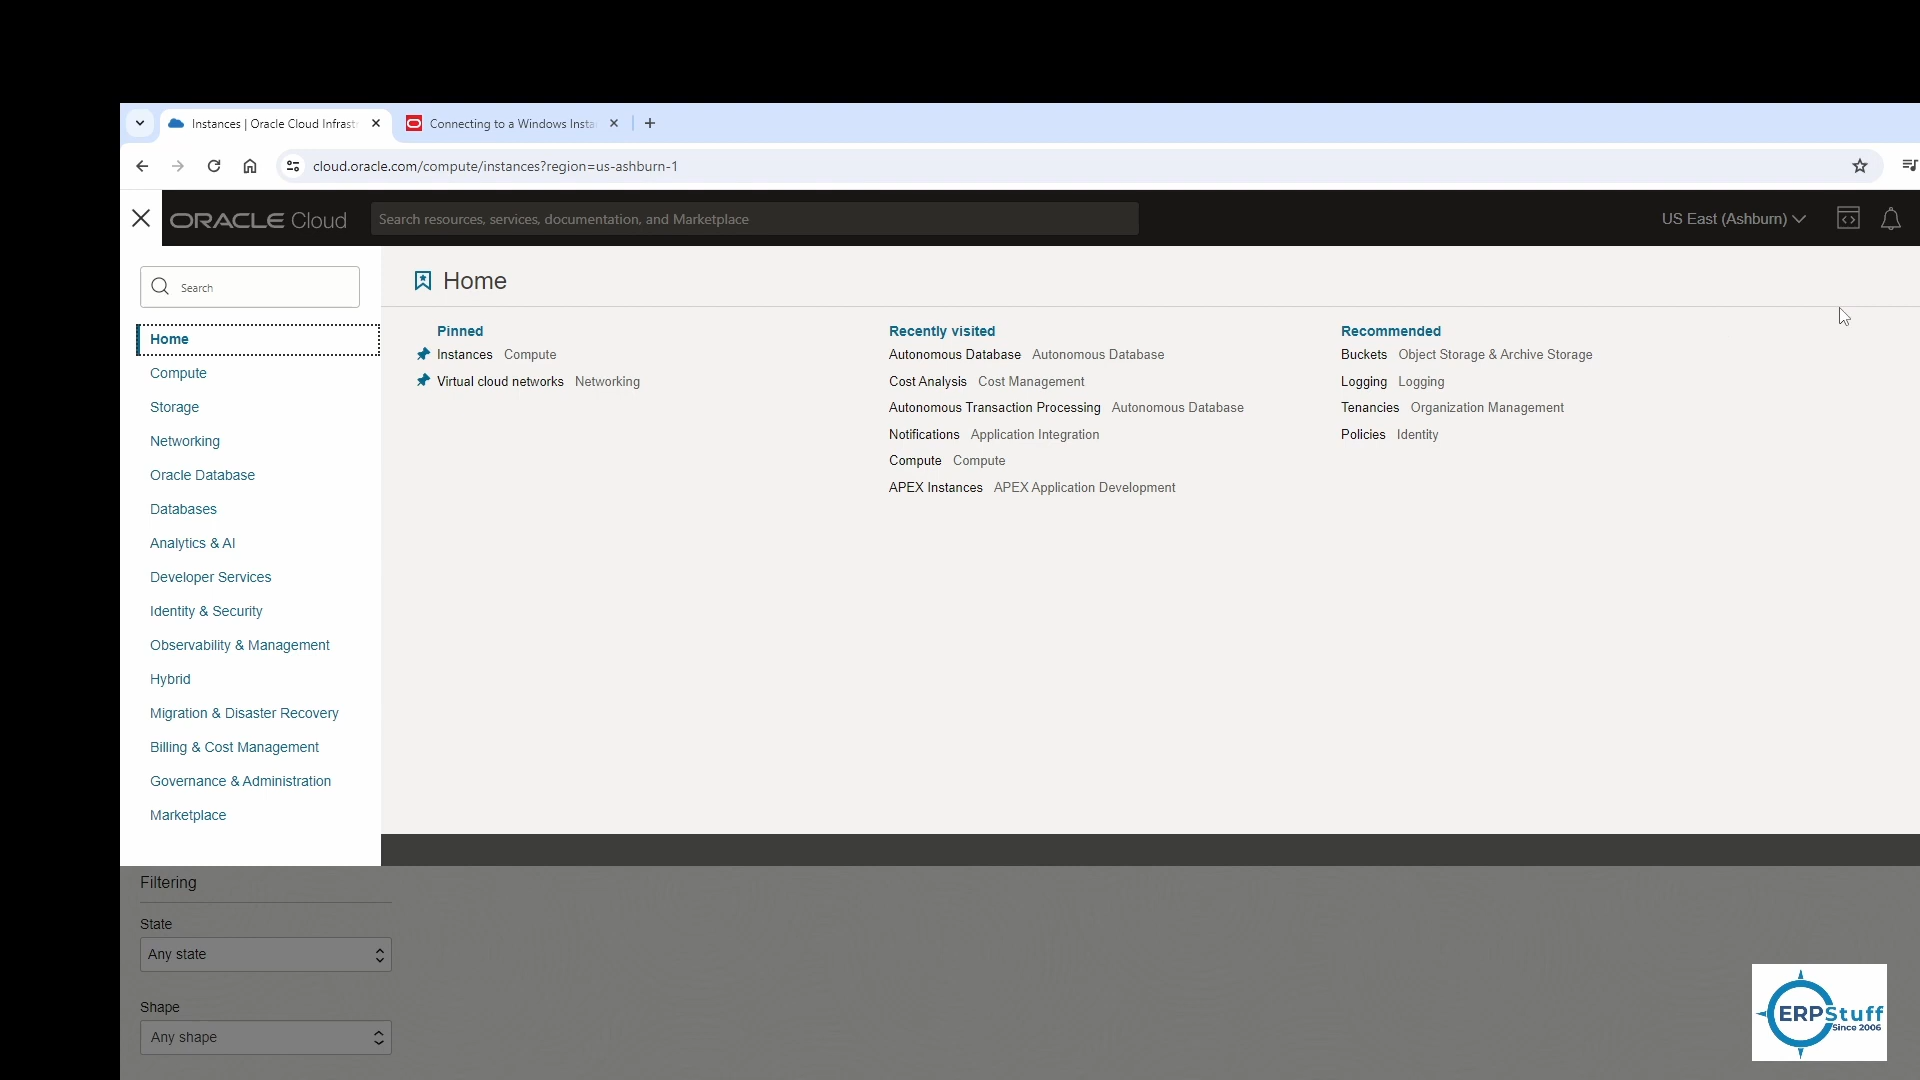 Instances | Oracle Cloud Infrast
Connecting to a Windows Insta
cloud.oracle.com/compute/instances?region=us-ashburn-1
ORACLE Cloud
Search resources, services, documentation, and Marketplace
US East (Ashburn)
Search
Home
Compute
Storage
Networking
Oracle Database
Databases
Analytics & AI
Developer Services
Identity & Security
Observability & Management
Hybrid
Migration & Disaster Recovery
Billing & Cost Management
Governance & Administration
Marketplace
Home
Pinned
Instances Compute
Virtual cloud networks Networking
Recently visited
Autonomous Database Autonomous Database
Cost Analysis Cost Management
Autonomous Transaction Processing Autonomous Database
Notifications Application Integration
Compute Compute
APEX Instances APEX Application Development
Recommended
Buckets Object Storage & Archive Storage
Logging Logging
Tenancies Organization Management
Policies Identity
Filtering
State
Any state
Shape
Any shape
ERPStuff
Since 2006